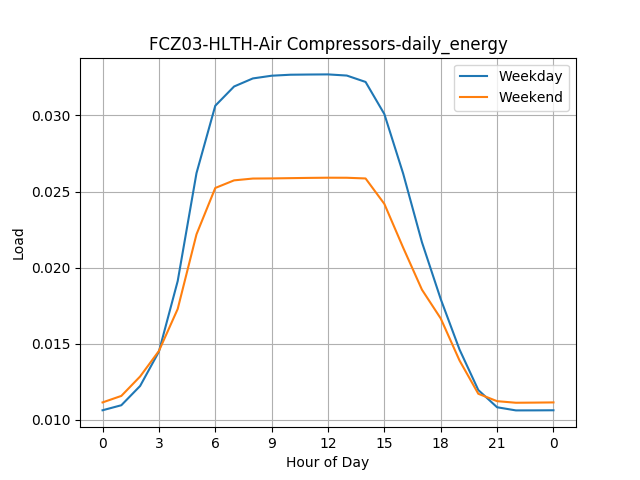 FCZ03-HLTH-Air Compressors-daily_energy
Weekday
Weekend
0.030
0.025
0.020
0.015
0.010
Load
0 3 6 9 12 15 18 21 0
Hour of Day